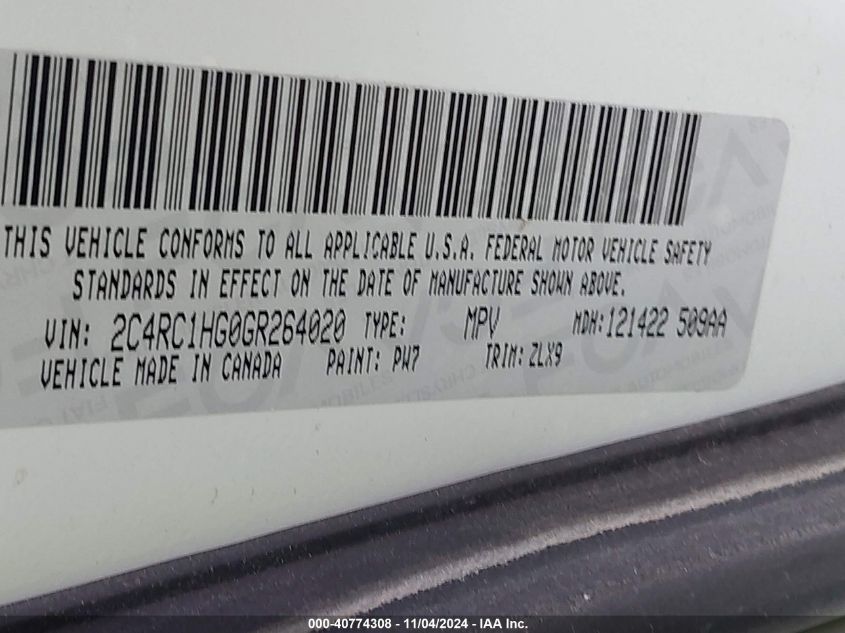 THIS VEHICLE CONFORMS TO ALL APPLICABLE U.S.A. FEDERAL MOTOR VEHICLE SAFETY
STANDARDS IN EFFECT ON THE DATE OF MANUFACTURE SHOWN ABOVE.
VIN: 2C4RC1HG0GR264020 TYPE: MPV MDH:121422 509AA
VEHICLE MADE IN CANADA PAINT: PW7 TRIM: ZLX9
000-40774308 - 11/04/2024 - IAA Inc.